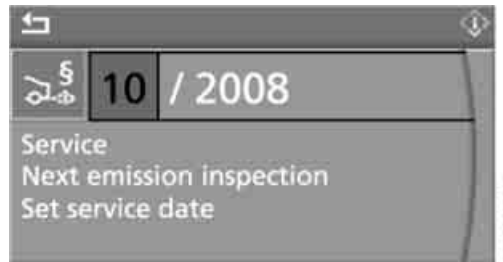 § 10 / 2008
Service
Next emission inspection
Set service date